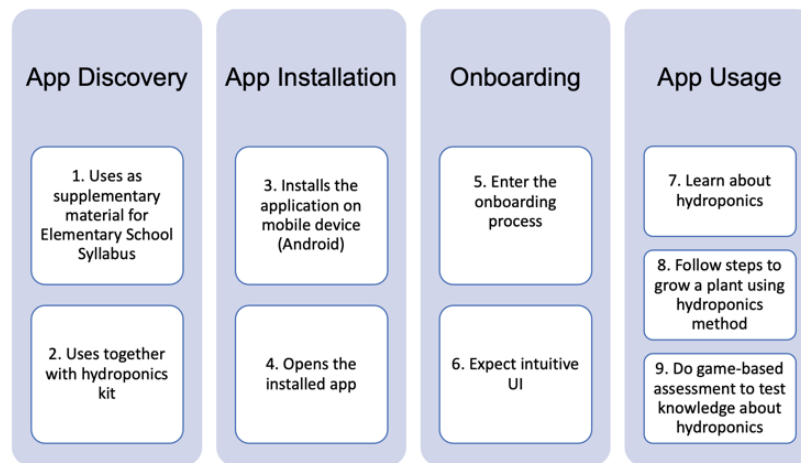 App Discovery
1. Uses as
supplementary
material for
Elementary School
Syllabus
2. Uses together
with hydroponics
kit
App Installation
3. Installs the
application on
mobile device
(Android)
4. Opens the
installed app
Onboarding
5. Enter the
onboarding
process
6. Expect intuitive
UI
App Usage
7. Learn about
hydroponics
8. Follow steps to
grow a plant using
hydroponics
method
9. Do game-based
assessment to test
knowledge about
hydroponics